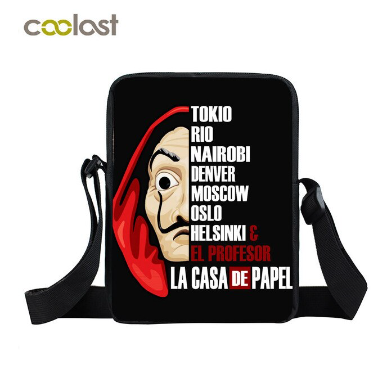 coolost
TOKIO
RIO
NAIROBI
DENVER
MOSCOW
OSLO
HELSINKI &
EL PROFESOR
LA CASA DE PAPEL